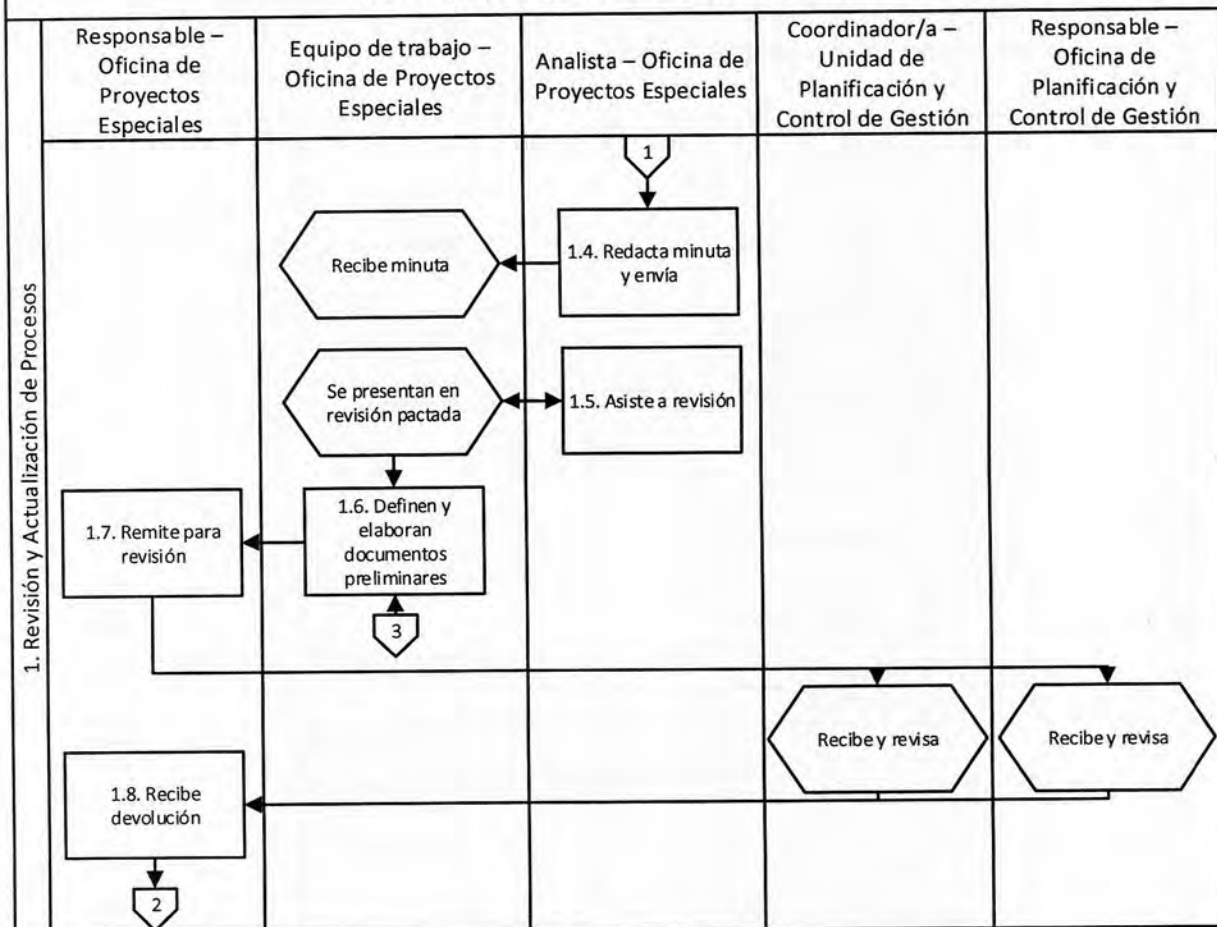 Responsable –
Oficina de
Proyectos
Especiales
Equipo de trabajo –
Oficina de Proyectos
Especiales
Analista – Oficina de
Proyectos Especiales
Coordinador/a –
Unidad de
Planificación y
Control de Gestión
Responsable –
Oficina de
Planificación y
Control de Gestión
1. Revisión y Actualización de Procesos
1
Recibe minuta
1.4. Redacta minuta
y envía
Se presentan en
revisión pactada
1.5. Asiste a revisión
1.7. Remite para
revisión
1.6. Definen y
elaboran
documentos
preliminares
3
Recibe y revisa
Recibe y revisa
1.8. Recibe
devolución
2